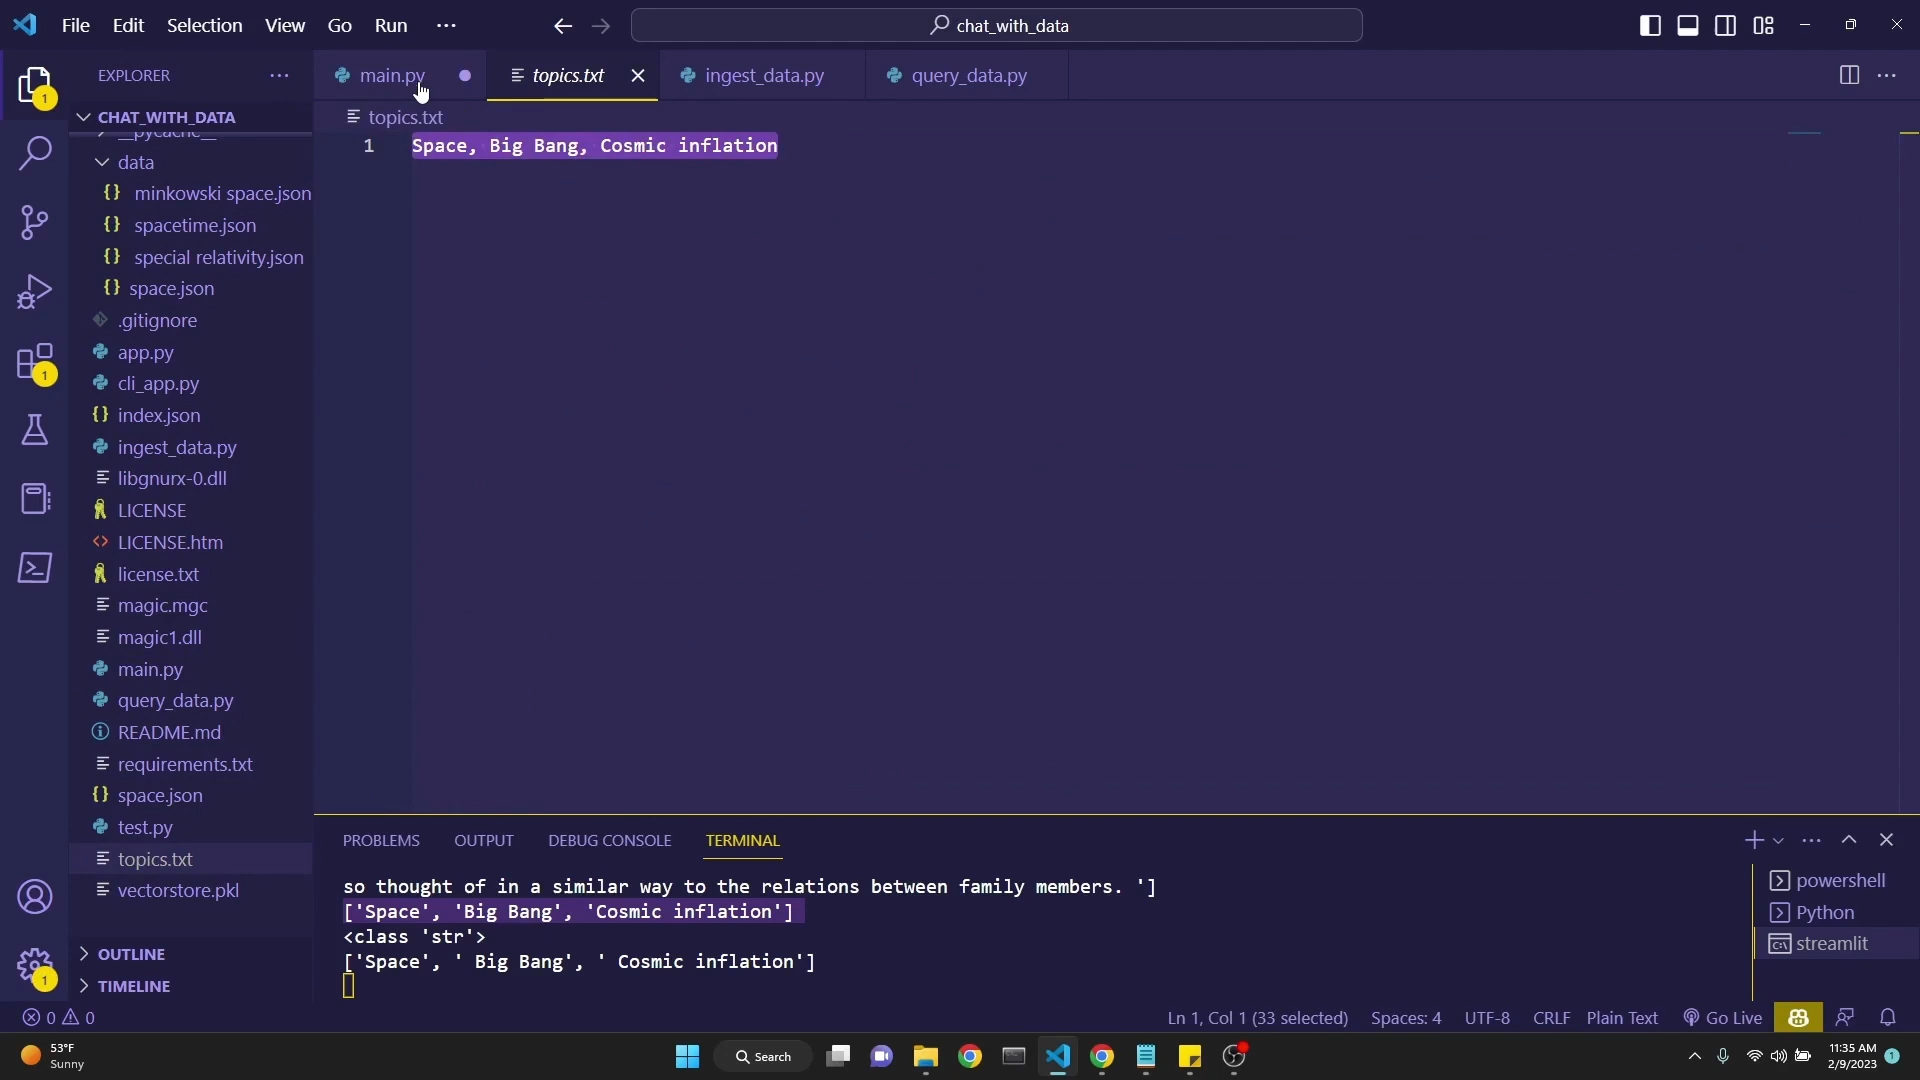 File Edit Selection View Go Run ··· chat_with_data
EXPLORER ···
main.py topics.txt ingest_data.py query_data.py ···
CHAT_WITH_DATA
topics.txt
__pycache__
1 Space, Big Bang, Cosmic inflation
data
minkowski space.json
spacetime.json
special relativity.json
space.json
.gitignore
app.py
cli_app.py
index.json
ingest_data.py
libgnurx-0.dll
LICENSE
LICENSE.htm
license.txt
magic.mgc
magic1.dll
main.py
query_data.py
README.md
requirements.txt
space.json
test.py
topics.txt
vectorstore.pkl
OUTLINE
TIMELINE
1
1
1
PROBLEMS OUTPUT DEBUG CONSOLE TERMINAL ···
so thought of in a similar way to the relations between family members. ']
['Space', 'Big Bang', 'Cosmic inflation']
<class 'str'>
['Space', ' Big Bang', ' Cosmic inflation']
powershell
Python
streamlit
0 0 Ln 1, Col 1 (33 selected) Spaces: 4 UTF-8 CRLF Plain Text Go Live
53°F
Sunny
Search
11:35 AM
2/9/2023
1